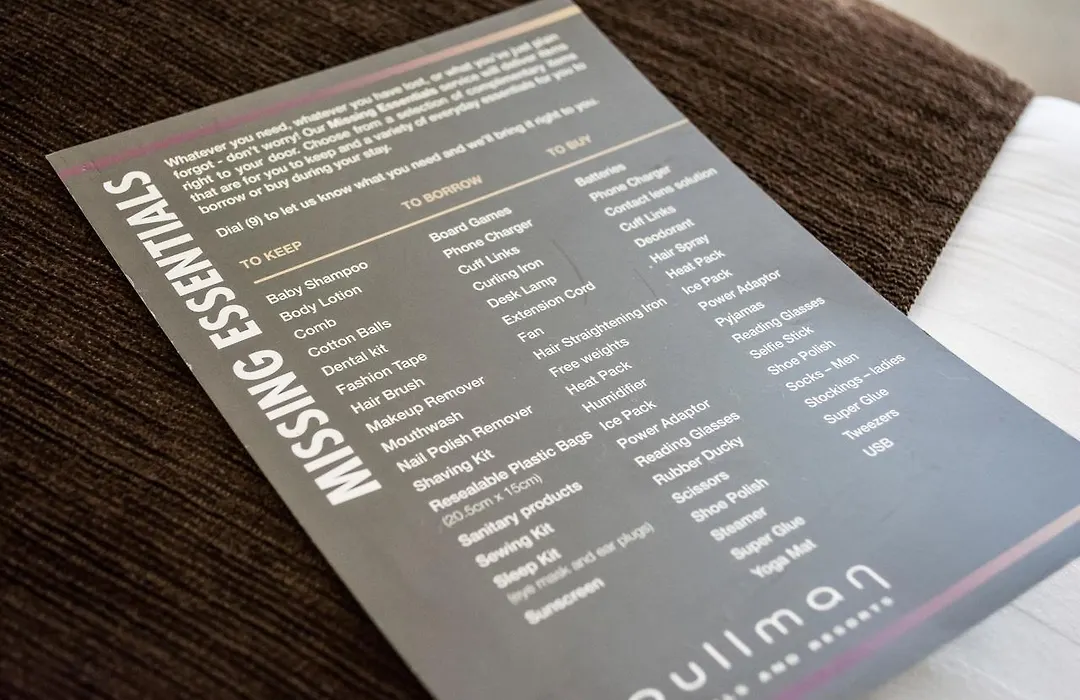 MISSING ESSENTIALS
Whatever you need, whatever you have lost, or what you've just plain
forgot - don't worry! Our Missing Essentials service will deliver items
right to your door. Choose from a selection of complementary items
that are for you to keep and a variety of everyday essentials for you to
borrow or buy during your stay.
Dial (9) to let us know what you need and we'll bring it right to you.
TO KEEP
Baby Shampoo
Body Lotion
Comb
Cotton Balls
Dental kit
Fashion Tape
Hair Brush
Makeup Remover
Mouthwash
Nail Polish Remover
Shaving Kit
Resealable Plastic Bags
(20.5cm x 15cm)
Sanitary products
Sewing Kit
Sleep Kit
(eye mask and ear plugs)
Sunscreen
TO BORROW
Board Games
Phone Charger
Cuff Links
Curling Iron
Desk Lamp
Extension Cord
Fan
Hair Straightening Iron
Free weights
Heat Pack
Humidifier
Ice Pack
Power Adaptor
Reading Glasses
Rubber Ducky
Scissors
Shoe Polish
Steamer
Super Glue
Yoga Mat
TO BUY
Batteries
Phone Charger
Contact lens solution
Cuff Links
Deodorant
Hair Spray
Heat Pack
Ice Pack
Power Adaptor
Pyjamas
Reading Glasses
Selfie Stick
Shoe Polish
Socks – Men
Stockings – ladies
Super Glue
Tweezers
USB
pullman
AND RESORTS